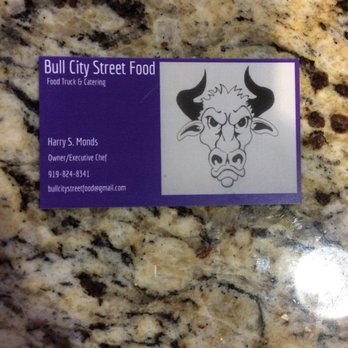 Bull City Street Food
Food Truck & Catering
Harry S. Monds
Owner/Executive Chef
919-824-8341
bullcitystreetfood@gmail.com